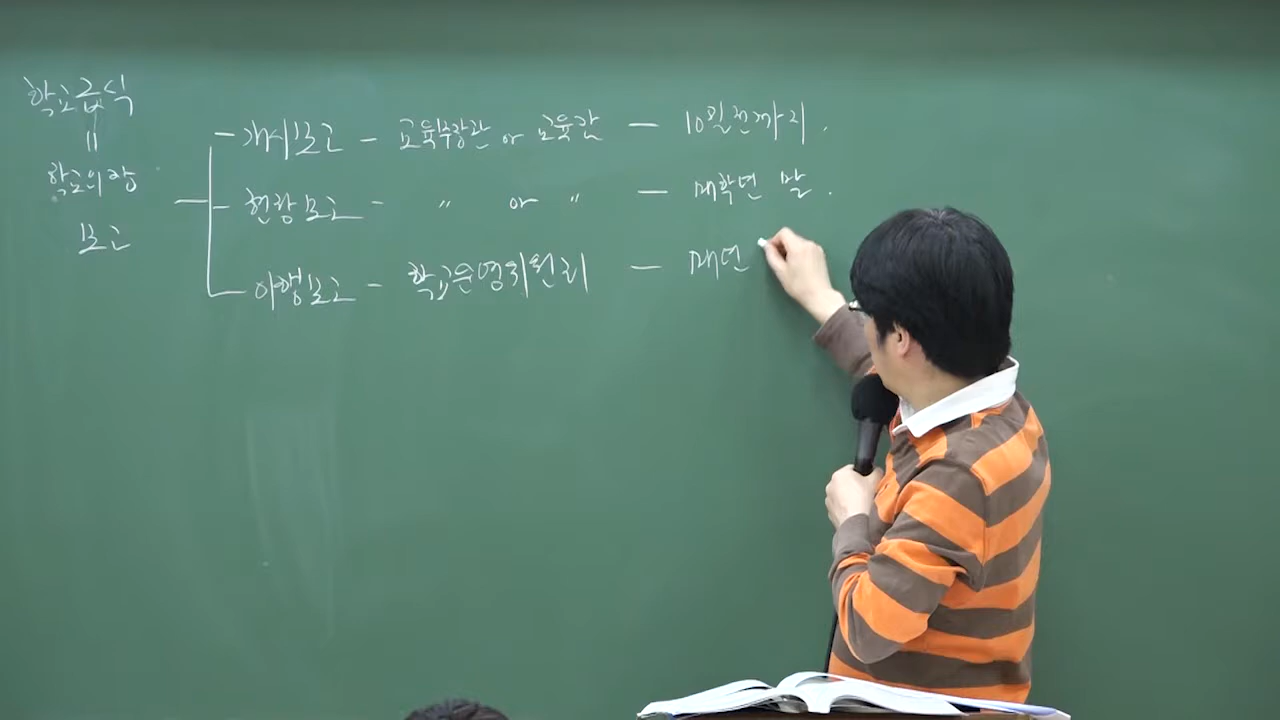 학교급식
〃
학교의 장
보고
개시보고 - 교육부장관 or 교육감 - 10일전까지.
현황보고 - 〃 or 〃 - 매학년 말.
이행보고 - 학교운영위원회 - 매년